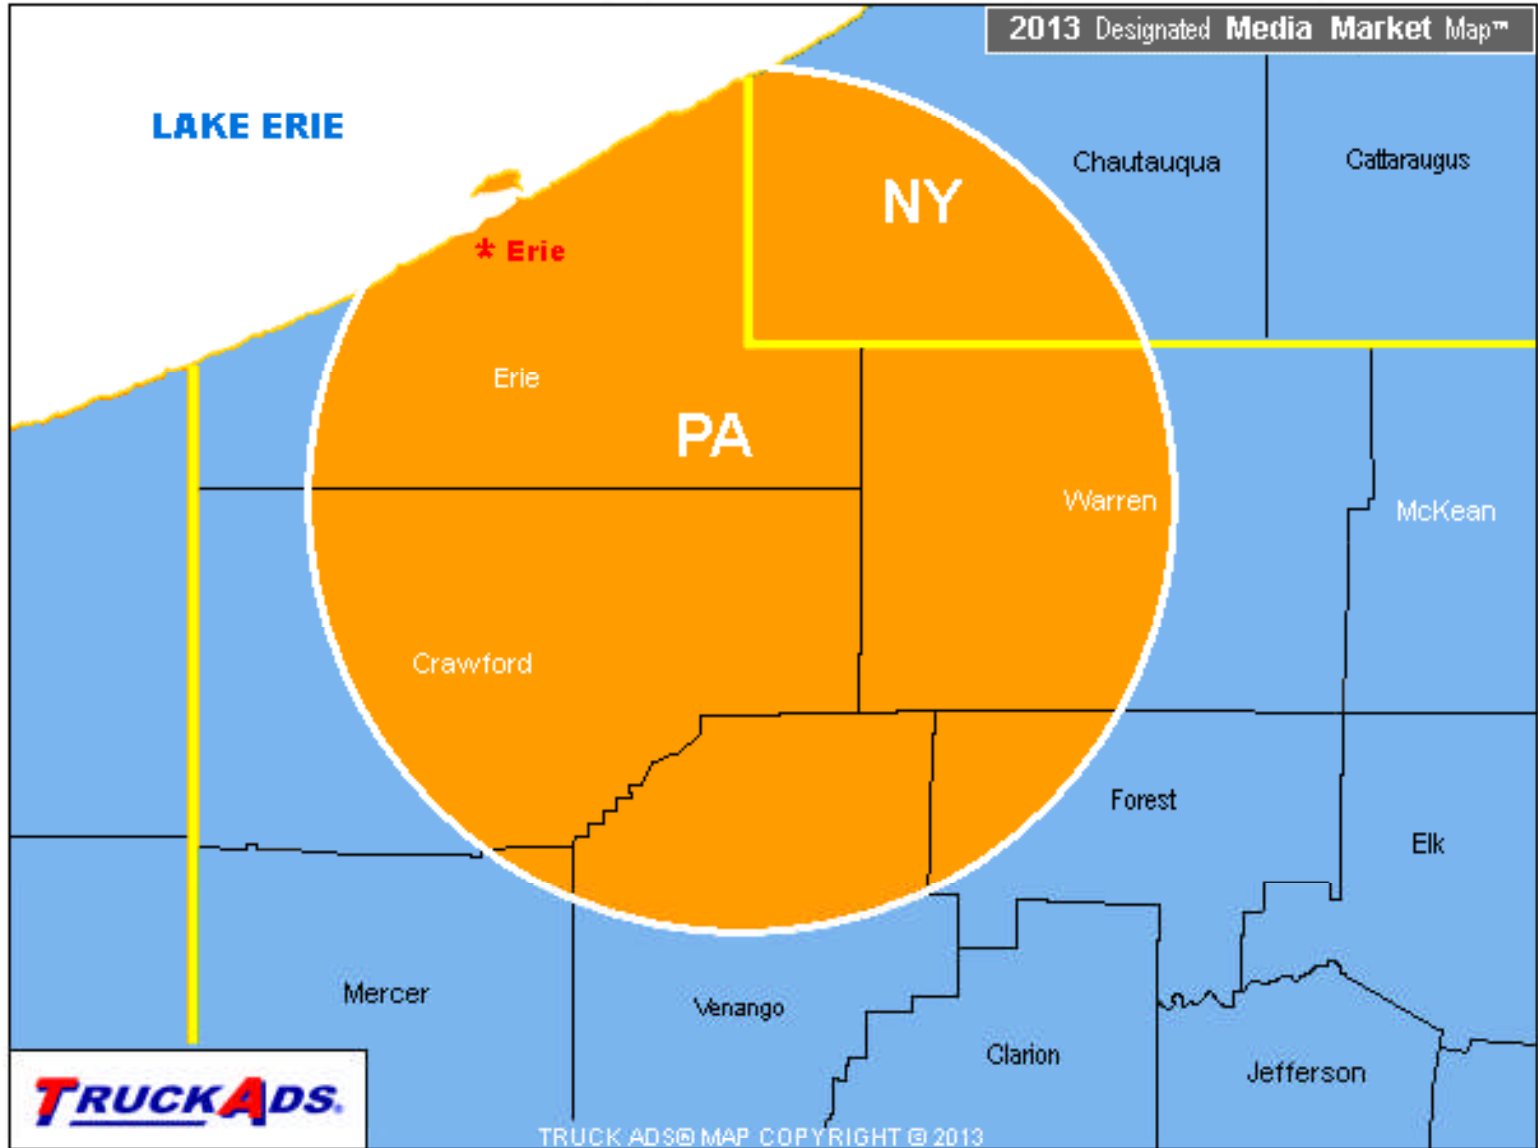 2013 Designated Media Market Map™
LAKE ERIE
Chautauqua
Cattaraugus
NY
* Erie
Erie
PA
Warren
McKean
Crawford
Forest
Elk
Mercer
Venango
Clarion
Jefferson
TRUCKADS®
TRUCK ADS® MAP COPYRIGHT © 2013